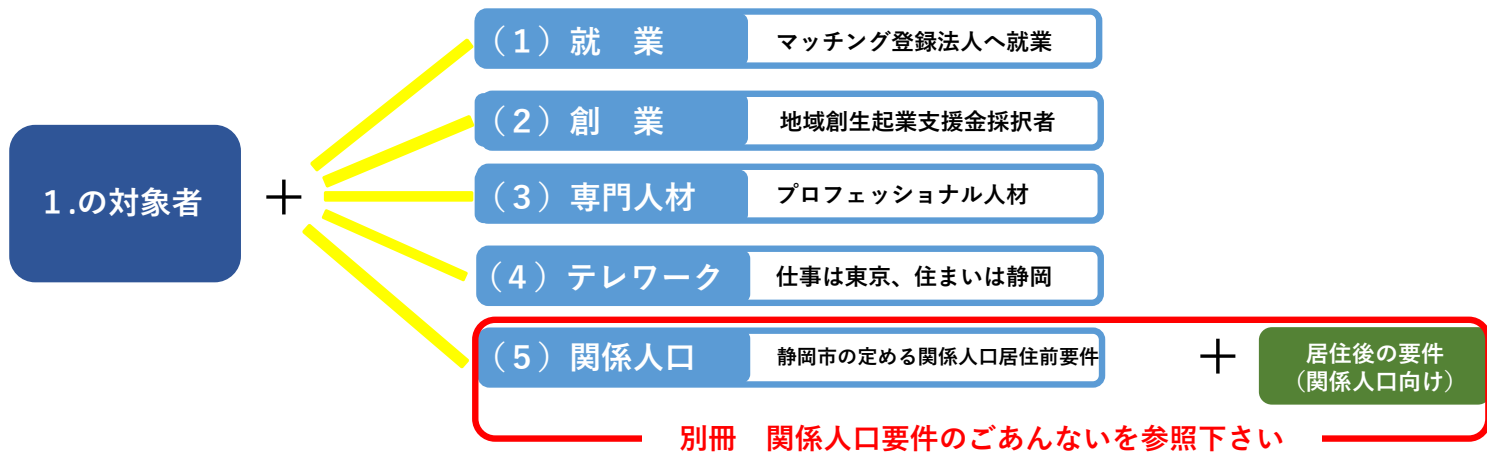 （１）就　業　マッチング登録法人へ就業
（２）創　業　地域創生起業支援金採択者
１.の対象者　＋　（３）専門人材　プロフェッショナル人材
（４）テレワーク　仕事は東京、住まいは静岡
（５）関係人口　静岡市の定める関係人口居住前要件　＋　居住後の要件
（関係人口向け）
別冊　関係人口要件のごあんないを参照下さい